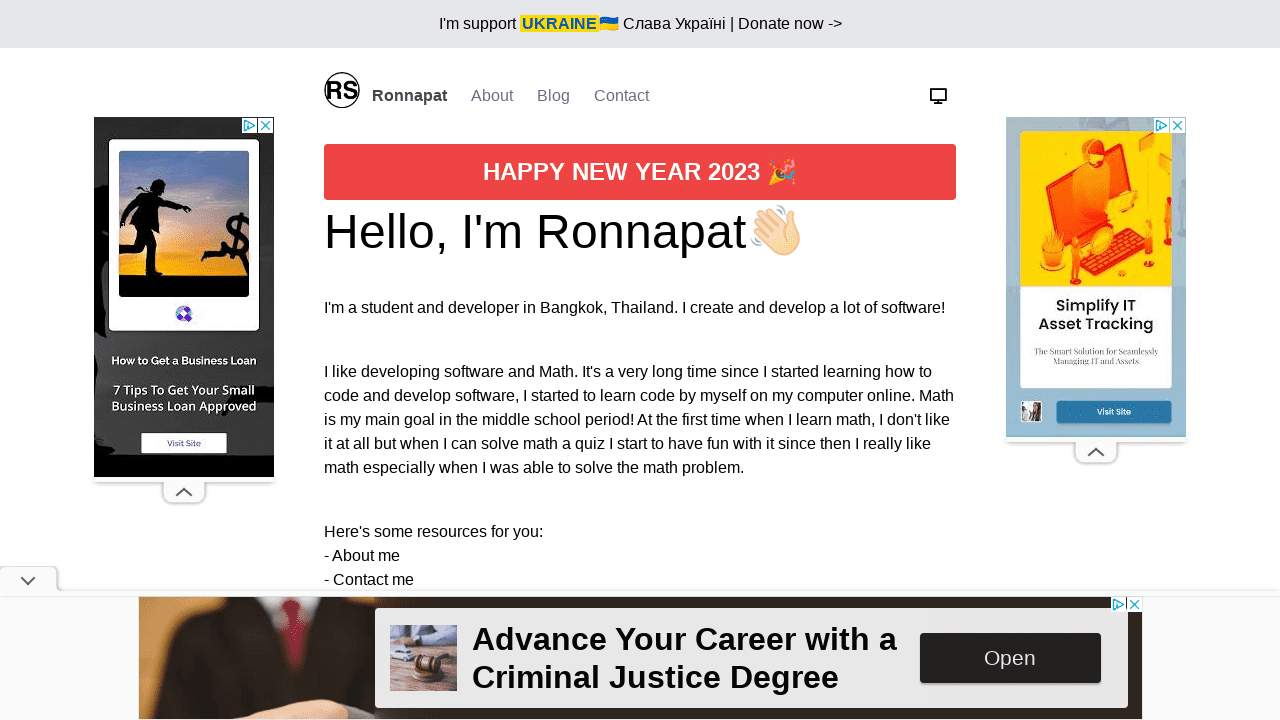 I'm support UKRAINE🇺🇦 Слава Україні | Donate now ->
RS Ronnapat About Blog Contact
HAPPY NEW YEAR 2023 🎉
Hello, I'm Ronnapat👋🏻
I'm a student and developer in Bangkok, Thailand. I create and develop a lot of software!
I like developing software and Math. It's a very long time since I started learning how to
code and develop software, I started to learn code by myself on my computer online. Math
is my main goal in the middle school period! At the first time when I learn math, I don't like
it at all but when I can solve math a quiz I start to have fun with it since then I really like
math especially when I was able to solve the math problem.
Here's some resources for you:
- About me
- Contact me
How to Get a Business Loan
7 Tips To Get Your Small
Business Loan Approved
Visit Site
Simplify IT
Asset Tracking
The Smart Solution for Seamlessly
Managing IT and Assets
Visit Site
Advance Your Career with a
Criminal Justice Degree
Open